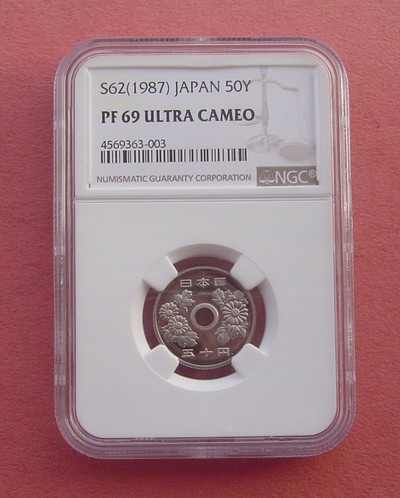 S62(1987) JAPAN 50Y
PF 69 ULTRA CAMEO
4569363-003
NUMISMATIC GUARANTY CORPORATION
NGC®
日本国
五十円